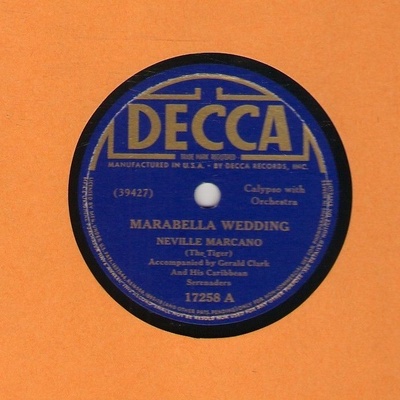 DECCA
TRADE MARK REGISTERED
MANUFACTURED IN U.S.A. • BY DECCA RECORDS, INC.
(39427)
Calypso with
Orchestra
MARABELLA WEDDING
NEVILLE MARCANO
(The Tiger)
Accompanied by Gerald Clark
And His Caribbean
Serenaders
17258 A